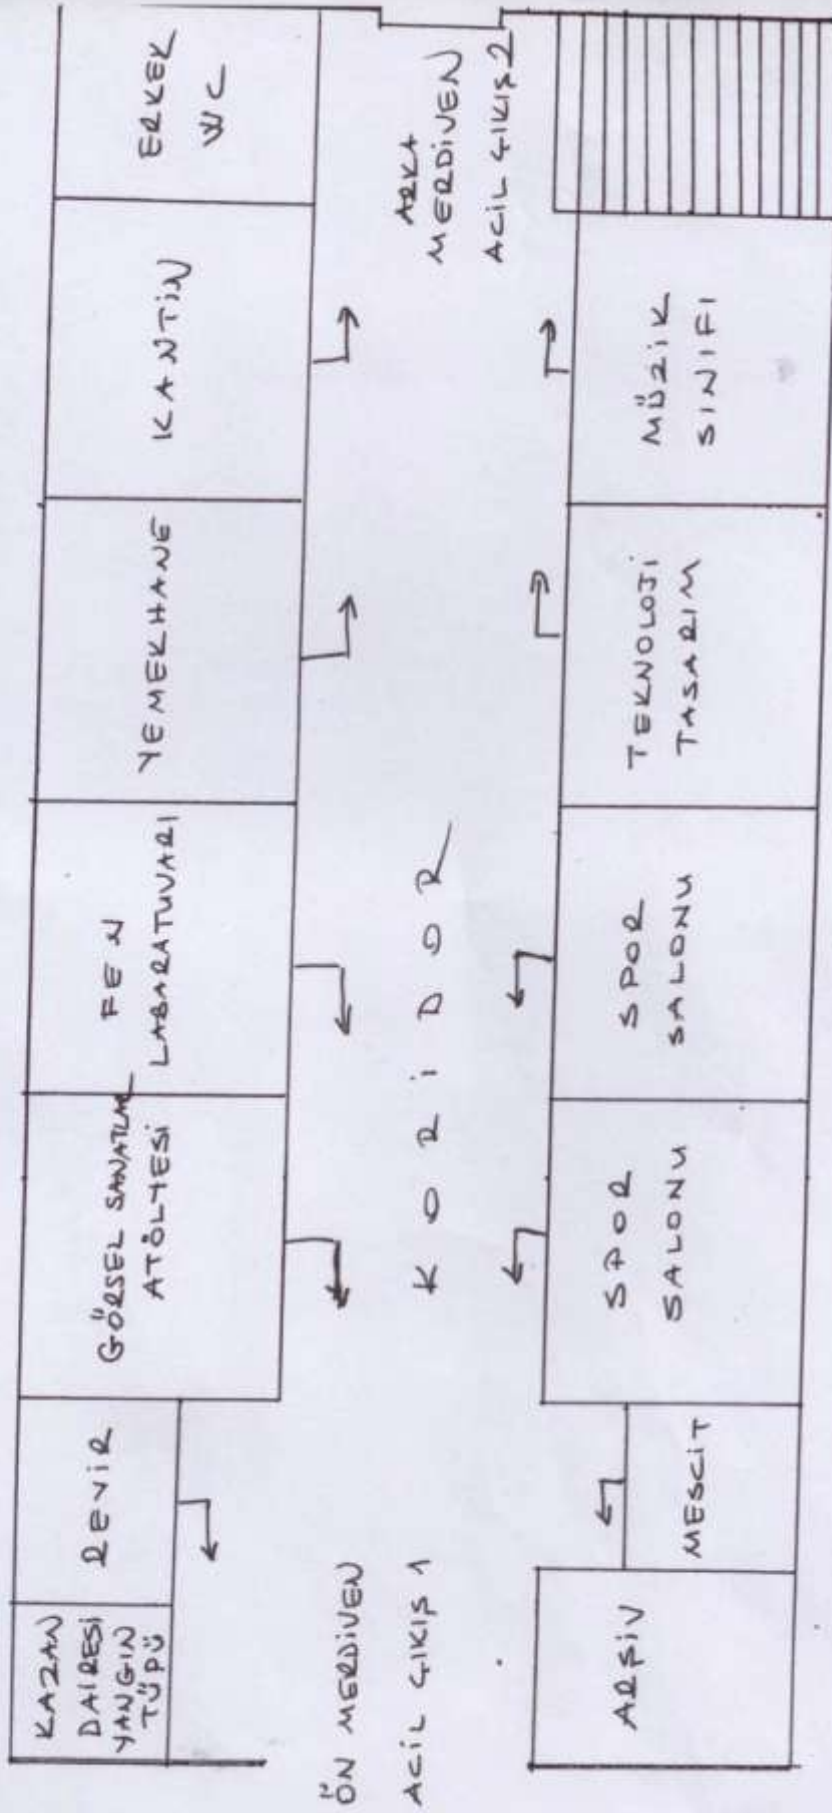 KAZAN
DAİRESİ
YANGIN
TÜPÜ
REVİR
GÖRSEL SANATLAR
ATÖLYESİ
FEN
LABARATUVARI
YEMEKHANE
KANTİN
ERKEK
WC
ÖN MERDİVEN
ACİL ÇIKIŞ 1
KORİDOR
ARKA
MERDİVEN
ACİL ÇIKIŞ 2
ARŞİV
MESCİT
SPOR
SALONU
SPOR
SALONU
TEKNOLOJİ
TASARIM
MÜZİK
SINIFI